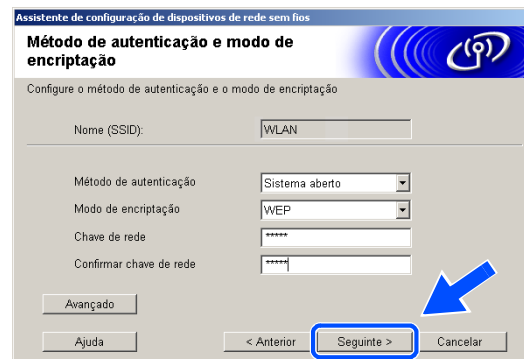 Assistente de configuração de dispositivos de rede sem fios
Método de autenticação e modo de
encriptação
Configure o método de autenticação e o modo de encriptação
Nome (SSID): WLAN
Método de autenticação Sistema aberto
Modo de encriptação WEP
Chave de rede *****
Confirmar chave de rede *****
Avançado
Ajuda < Anterior Seguinte > Cancelar